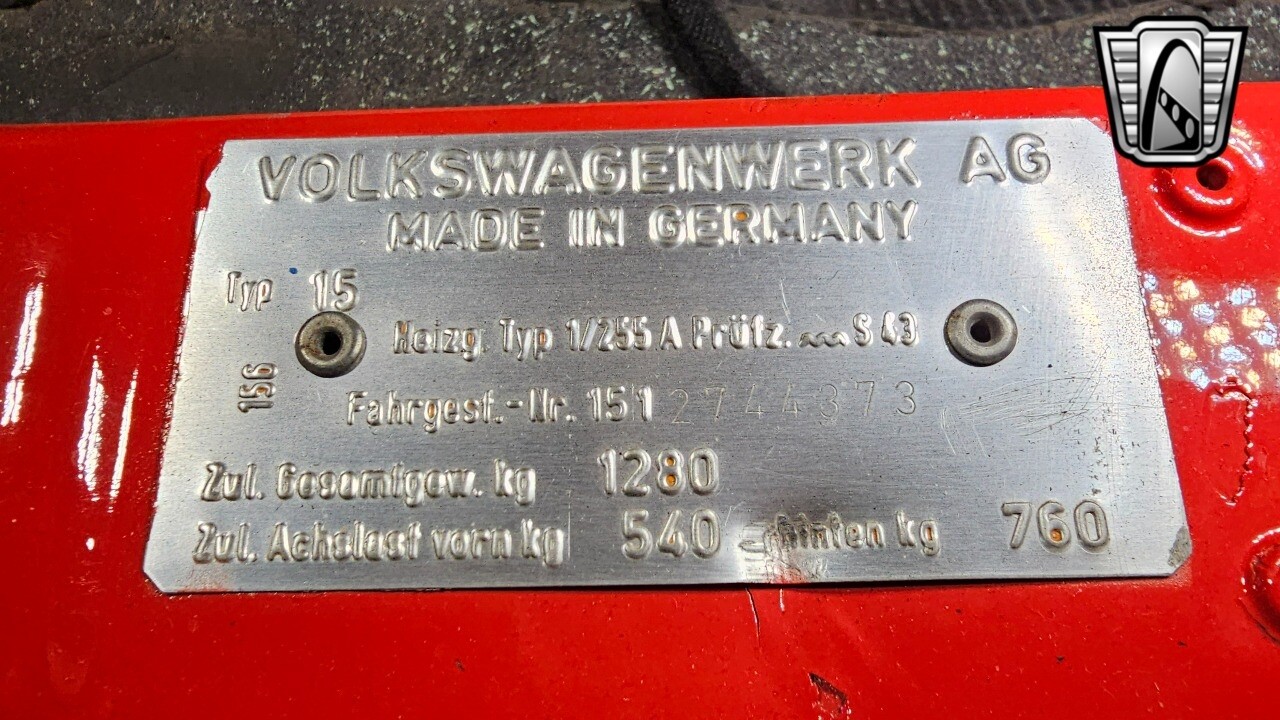 VOLKSWAGENWERK AG
MADE IN GERMANY
Typ 15
Heizg. Typ 1/255 A Prüfz. ~~~ S 43
156
Fahrgest.-Nr. 151 2744373
Zul. Gesamtgew. kg 1280
Zul. Achslast vorn kg 540 hinten kg 760